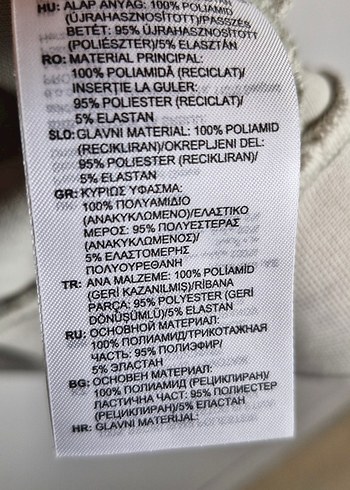 HU: ALAP ANYAG: 100% POLIAMID
(ÚJRAHASZNOSÍTOTT)/PASSZÉS
BETÉT: 95% ÚJRAHASZNOSÍTOTT
(POLIÉSZTER)/5% ELASZTÁN
RO: MATERIAL PRINCIPAL:
100% POLIAMIDĂ (RECICLAT)/
INSERȚIE LA GULER:
95% POLIESTER (RECICLAT)/
5% ELASTAN
SLO: GLAVNI MATERIAL: 100% POLIAMID
(RECIKLIRAN)/OKREPLJENI DEL:
95% POLIESTER (RECIKLIRAN)/
5% ELASTAN
GR: ΚΥΡΙΩΣ ΥΦΑΣΜΑ:
100% ΠΟΛΥΑΜΙΔΙΟ
(ΑΝΑΚΥΚΛΩΜΕΝΟ)/ΕΛΑΣΤΙΚΟ
ΜΕΡΟΣ: 95% ΠΟΛΥΕΣΤΕΡΑΣ
(ΑΝΑΚΥΚΛΩΜΕΝΟΣ)/
5% ΕΛΑΣΤΟΜΕΡΗΣ
ΠΟΛΥΟΥΡΕΘΑΝΗ
TR: ANA MALZEME: 100% POLİAMİD
(GERİ KAZANILMIŞ)/RİBANA
PARÇA: 95% POLYESTER (GERİ
DÖNÜŞÜMLÜ)/5% ELASTAN
RU: ОСНОВНОЙ МАТЕРИАЛ:
100% ПОЛИАМИД/ТРИКОТАЖНАЯ
ЧАСТЬ: 95% ПОЛИЭФИР/
5% ЭЛАСТАН
BG: ОСНОВЕН МАТЕРИАЛ:
100% ПОЛИАМИД (РЕЦИКЛИРАН)/
ЛАСТИЧНА ЧАСТ: 95% ПОЛИЕСТЕР
(РЕЦИКЛИРАН)/5% ЕЛАСТАН
HR: GLAVNI MATERIJAL: